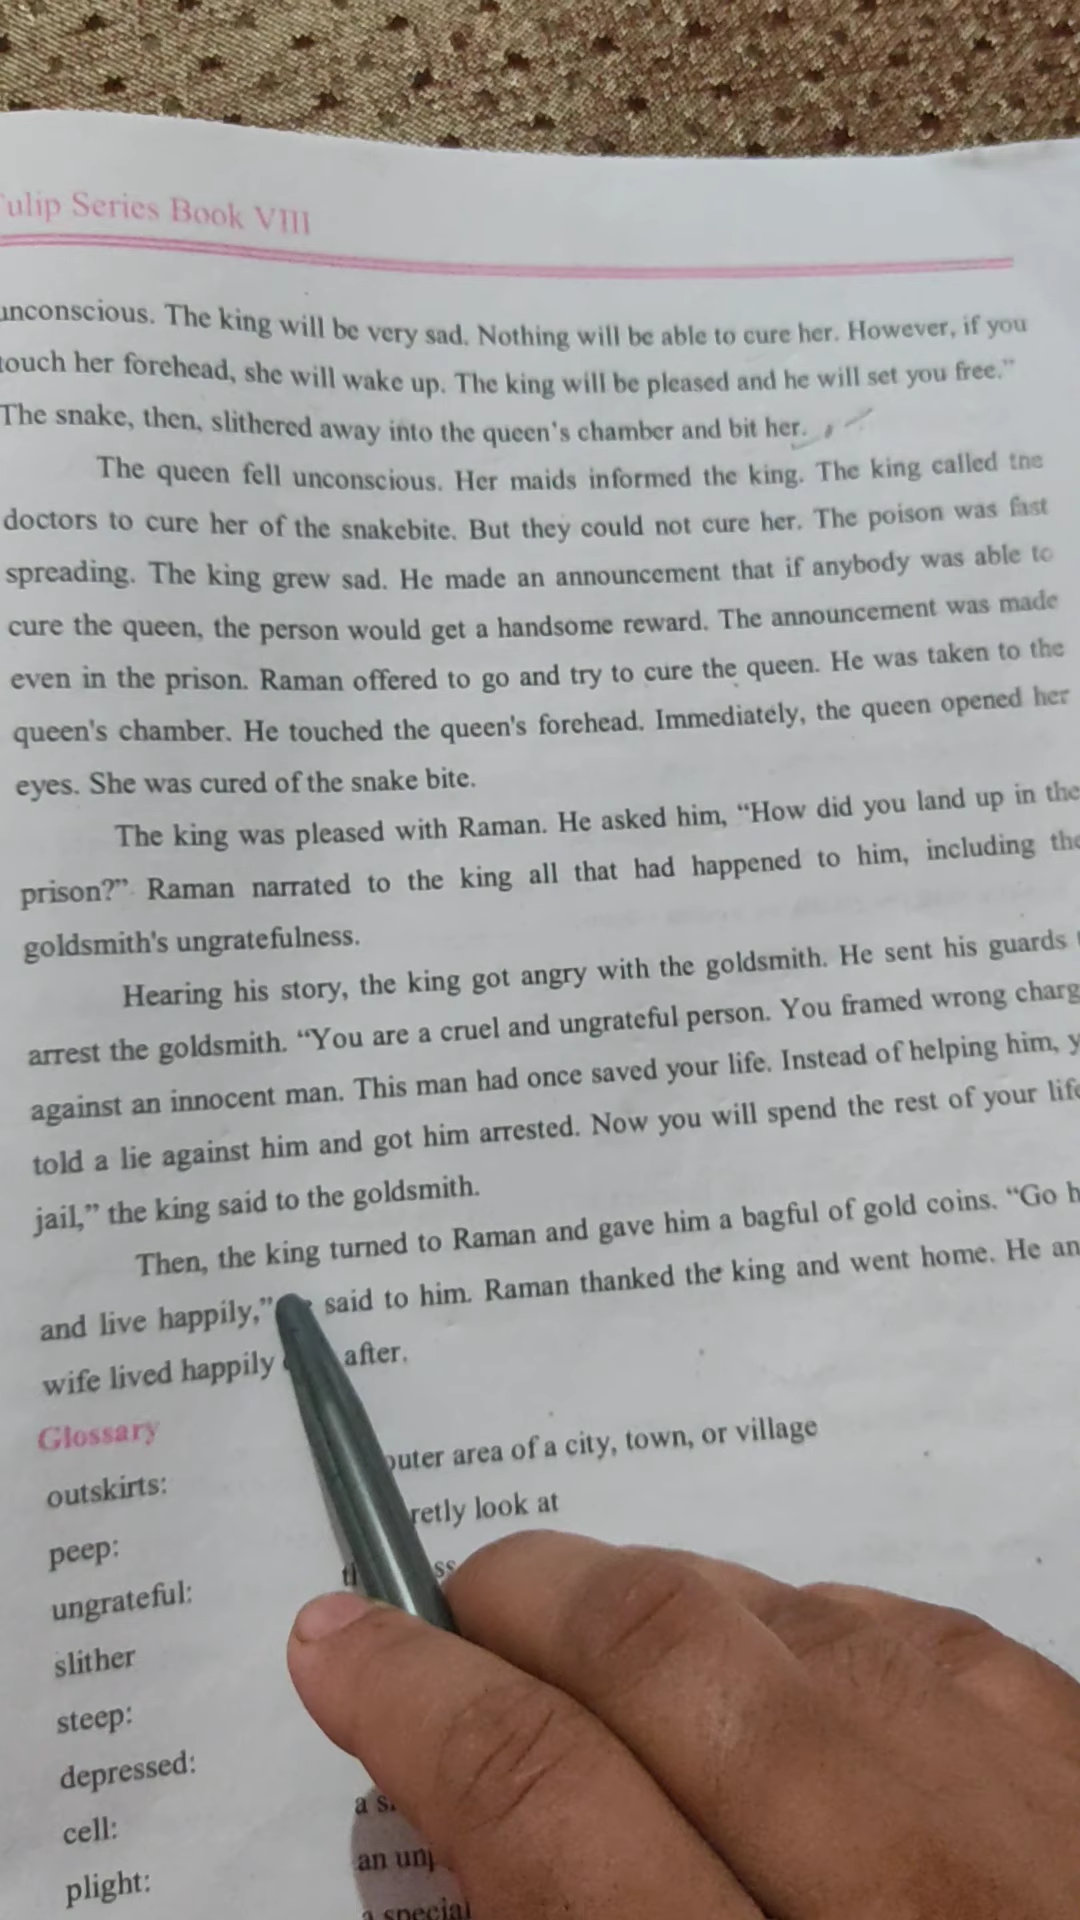 Tulip Series Book VIII
unconscious. The king will be very sad. Nothing will be able to cure her. However, if you
touch her forehead, she will wake up. The king will be pleased and he will set you free.”
The snake, then, slithered away into the queen's chamber and bit her.
The queen fell unconscious. Her maids informed the king. The king called the
doctors to cure her of the snakebite. But they could not cure her. The poison was fast
spreading. The king grew sad. He made an announcement that if anybody was able to
cure the queen, the person would get a handsome reward. The announcement was made
even in the prison. Raman offered to go and try to cure the queen. He was taken to the
queen's chamber. He touched the queen's forehead. Immediately, the queen opened her
eyes. She was cured of the snake bite.
The king was pleased with Raman. He asked him, “How did you land up in the
prison?” Raman narrated to the king all that had happened to him, including the
goldsmith's ungratefulness.
Hearing his story, the king got angry with the goldsmith. He sent his guards
arrest the goldsmith. “You are a cruel and ungrateful person. You framed wrong
against an innocent man. This man had once saved your life. Instead of helping him,
told a lie against him and got him arrested. Now you will spend the rest of your life
jail,” the king said to the goldsmith.
Then, the king turned to Raman and gave him a bagful of gold coins. “Go
and live happily,” said to him. Raman thanked the king and went home. He
wife lived happily after.
Glossary
outskirts: outer area of a city, town, or village
peep: look at
ungrateful:
slither
steep:
depressed:
cell: a
plight: an
a special